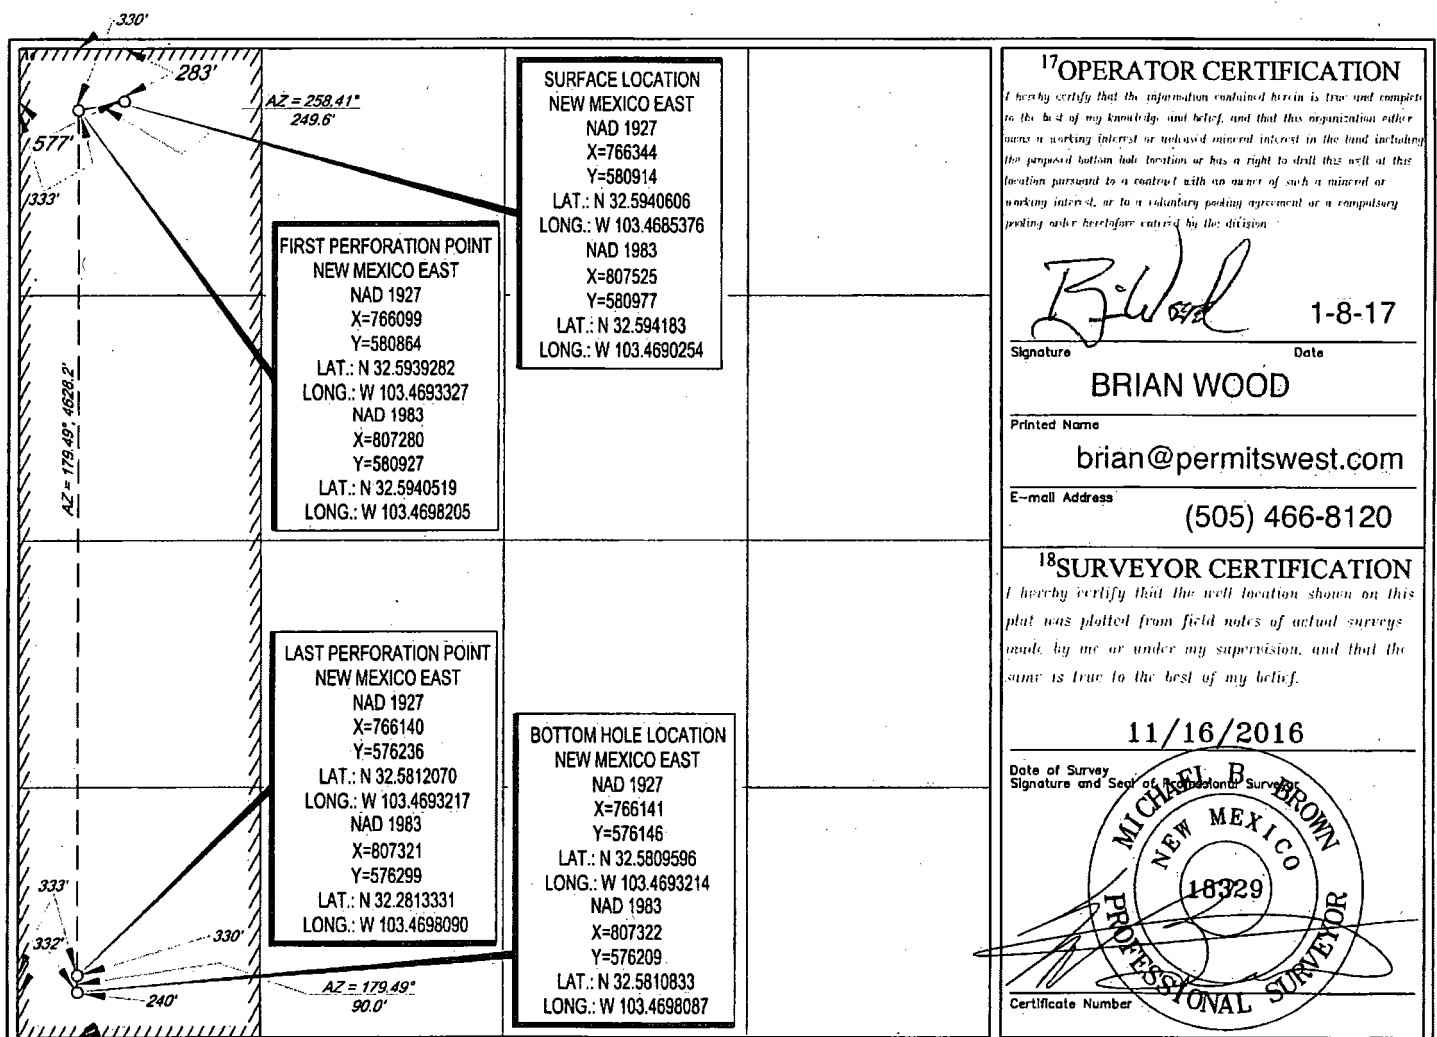 330'
283'
577'
333'
AZ = 258.41°
249.6'
AZ = 179.49°, 4628.2'
SURFACE LOCATION
NEW MEXICO EAST
NAD 1927
X=766344
Y=580914
LAT.: N 32.5940606
LONG.: W 103.4685376
NAD 1983
X=807525
Y=580977
LAT.: N 32.594183
LONG.: W 103.4690254
FIRST PERFORATION POINT
NEW MEXICO EAST
NAD 1927
X=766099
Y=580864
LAT.: N 32.5939282
LONG.: W 103.4693327
NAD 1983
X=807280
Y=580927
LAT.: N 32.5940519
LONG.: W 103.4698205
LAST PERFORATION POINT
NEW MEXICO EAST
NAD 1927
X=766140
Y=576236
LAT.: N 32.5812070
LONG.: W 103.4693217
NAD 1983
X=807321
Y=576299
LAT.: N 32.2813331
LONG.: W 103.4698090
BOTTOM HOLE LOCATION
NEW MEXICO EAST
NAD 1927
X=766141
Y=576146
LAT.: N 32.5809596
LONG.: W 103.4693214
NAD 1983
X=807322
Y=576209
LAT.: N 32.5810833
LONG.: W 103.4698087
333'
332'
330'
240'
AZ = 179.49°
90.0'
17 OPERATOR CERTIFICATION
I hereby certify that the information contained herein is true and complete
to the best of my knowledge and belief, and that this organization either
owns a working interest or unleased mineral interest in the land including
the proposed bottom hole location or has a right to drill this well at this
location pursuant to a contract with an owner of such a mineral or
working interest, or to a voluntary pooling agreement or a compulsory
pooling order heretofore entered by the division.
1-8-17
Signature Date
BRIAN WOOD
Printed Name
brian@permitswest.com
E-mail Address
(505) 466-8120
18 SURVEYOR CERTIFICATION
I hereby certify that the well location shown on this
plat was plotted from field notes of actual surveys
made by me or under my supervision, and that the
same is true to the best of my belief.
11/16/2016
Date of Survey
Signature and Seal of Professional Surveyor
MICHAEL B. BROWN
NEW MEXICO
18329
PROFESSIONAL SURVEYOR
Certificate Number